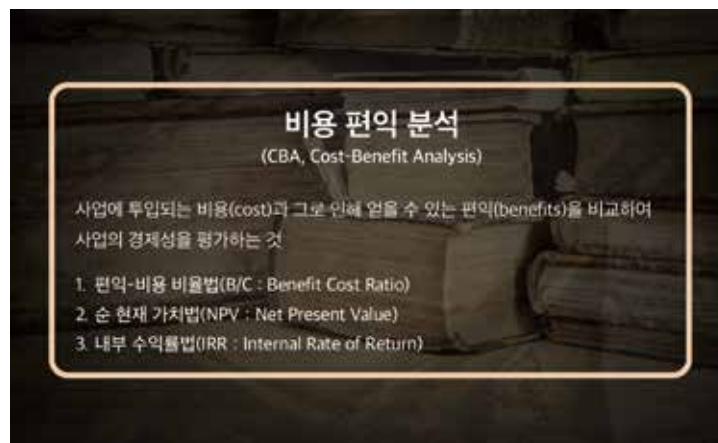 비용 편익 분석
(CBA, Cost-Benefit Analysis)
사업에 투입되는 비용(cost)과 그로 인해 얻을 수 있는 편익(benefits)을 비교하여
사업의 경제성을 평가하는 것
1. 편익-비용 비율법(B/C : Benefit Cost Ratio)
2. 순 현재 가치법(NPV : Net Present Value)
3. 내부 수익률법(IRR : Internal Rate of Return)